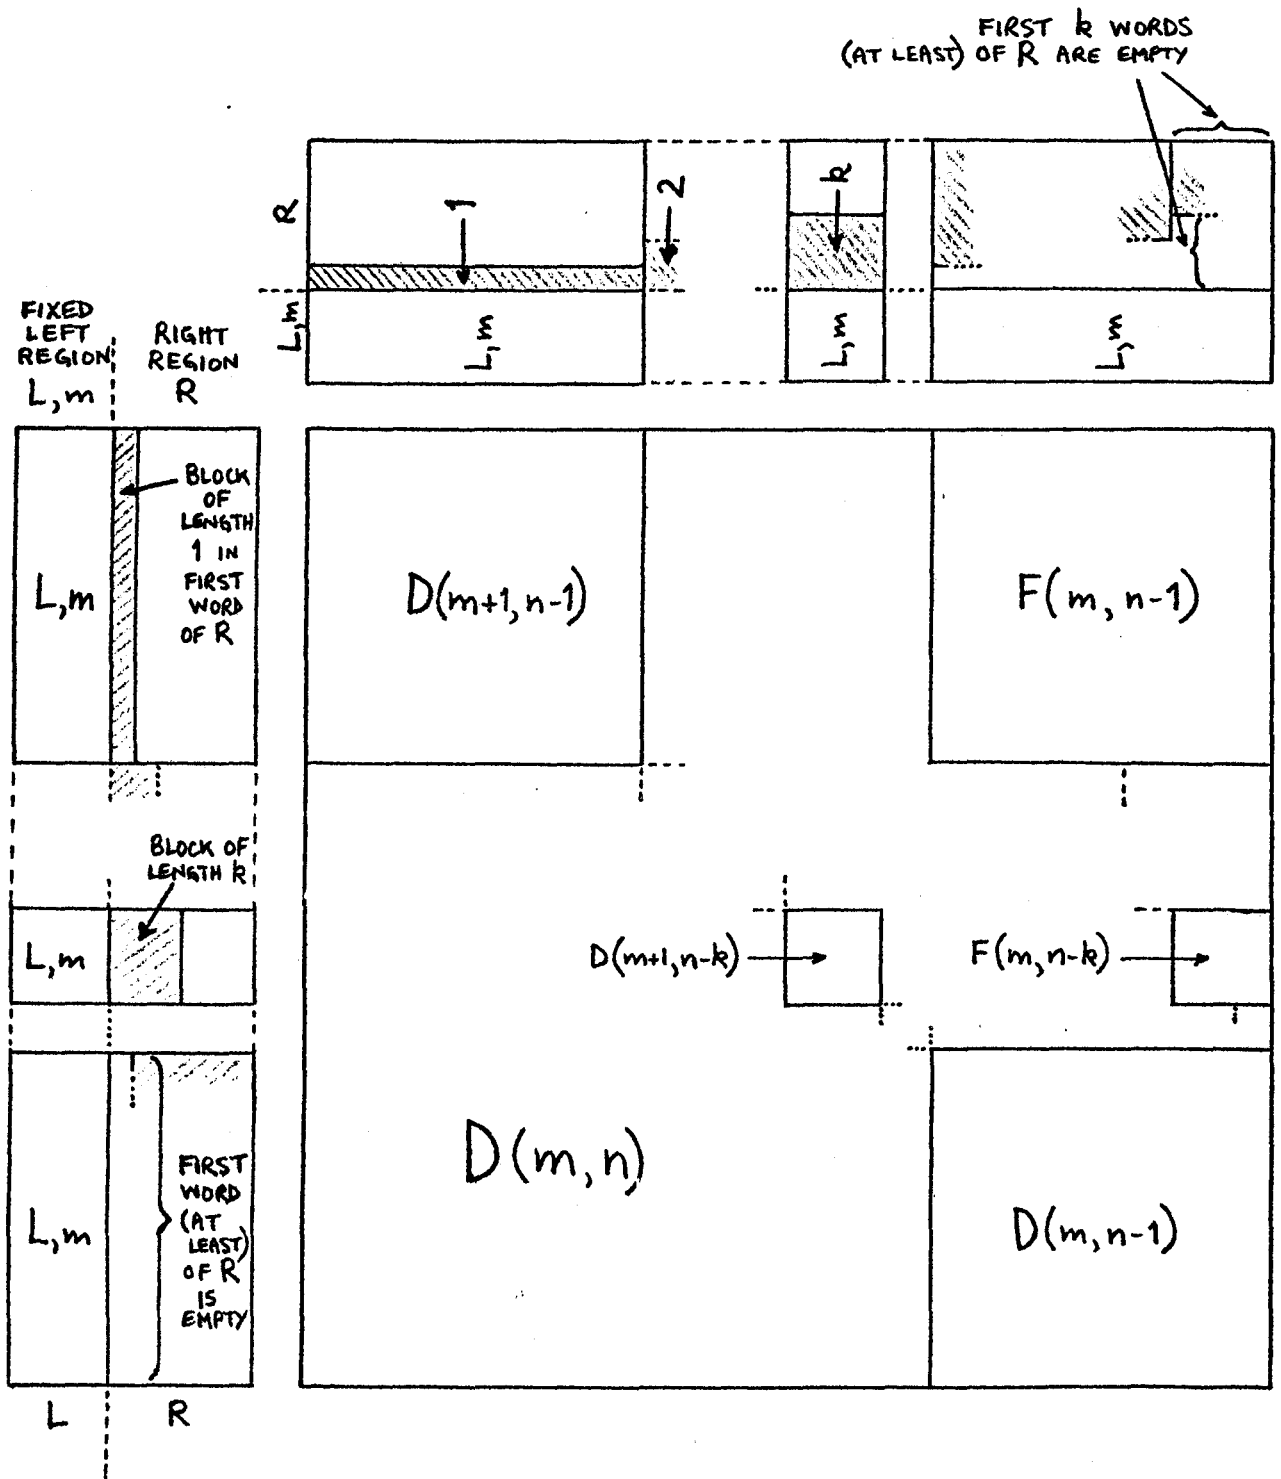 FIRST k WORDS
(AT LEAST) OF R ARE EMPTY
R
1
2
k
L,m
L,m
L,m
L,m
FIXED
LEFT
REGION
L,m
RIGHT
REGION
R
L,m
BLOCK
OF
LENGTH
1 IN
FIRST
WORD
OF R
D(m+1,n-1)
F(m,n-1)
BLOCK OF
LENGTH k
L,m
D(m+1,n-k)
F(m,n-k)
L,m
FIRST
WORD
(AT
LEAST)
OF R
IS
EMPTY
D(m,n)
D(m,n-1)
L
R